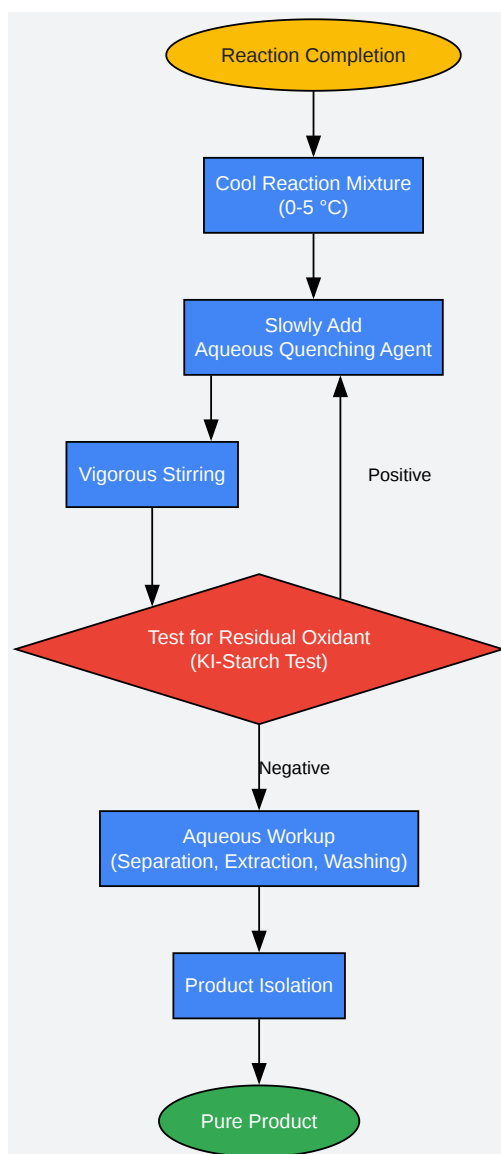 Reaction Completion
Cool Reaction Mixture
(0-5 °C)
Slowly Add
Aqueous Quenching Agent
Vigorous Stirring
Positive
Test for Residual Oxidant
(KI-Starch Test)
Negative
Aqueous Workup
(Separation, Extraction, Washing)
Product Isolation
Pure Product